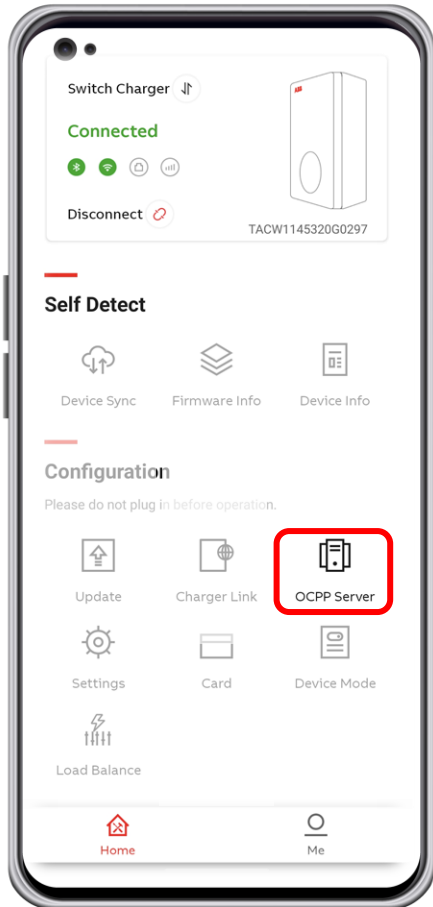 Switch Charger
ABB
Connected
Disconnect
TACW1145320G0297
Self Detect
Device Sync
Firmware Info
Device Info
Configuration
Please do not plug in before operation.
Update
Charger Link
OCPP Server
Settings
Card
Device Mode
Load Balance
Home
Me